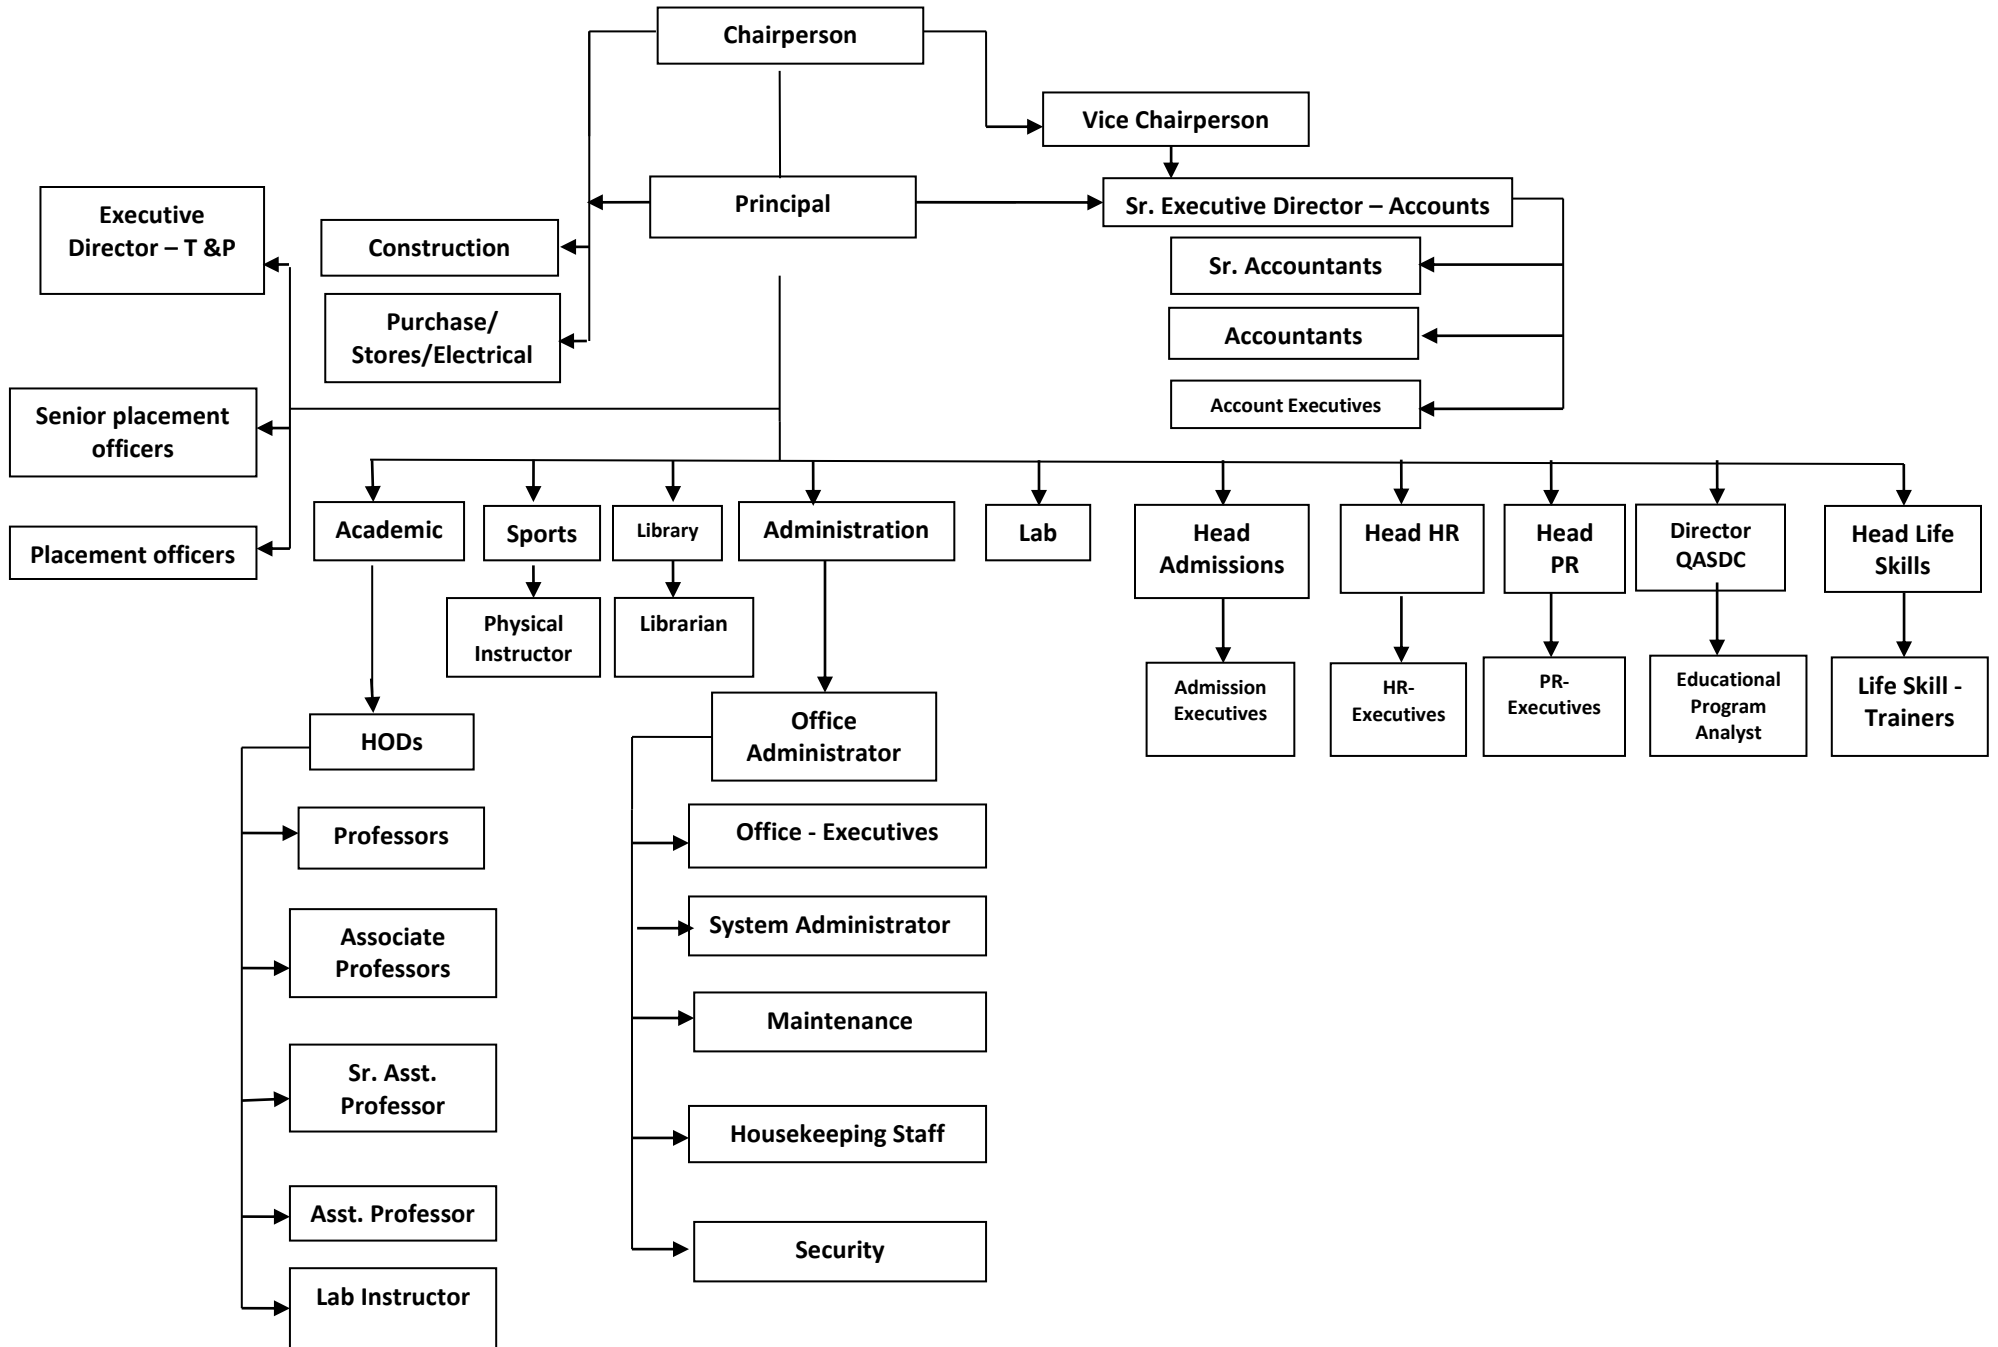 Chairperson
Vice Chairperson
Principal
Sr. Executive Director – Accounts
Executive
Director – T &P
Construction
Sr. Accountants
Purchase/
Stores/Electrical
Accountants
Account Executives
Senior placement
officers
Placement officers
Academic
Sports
Library
Administration
Lab
Head
Admissions
Head HR
Head
PR
Director
QASDC
Head Life
Skills
Physical
Instructor
Librarian
Admission
Executives
HR-
Executives
PR-
Executives
Educational
Program
Analyst
Life Skill -
Trainers
HODs
Office
Administrator
Professors
Associate
Professors
Sr. Asst.
Professor
Asst. Professor
Lab Instructor
Office - Executives
System Administrator
Maintenance
Housekeeping Staff
Security